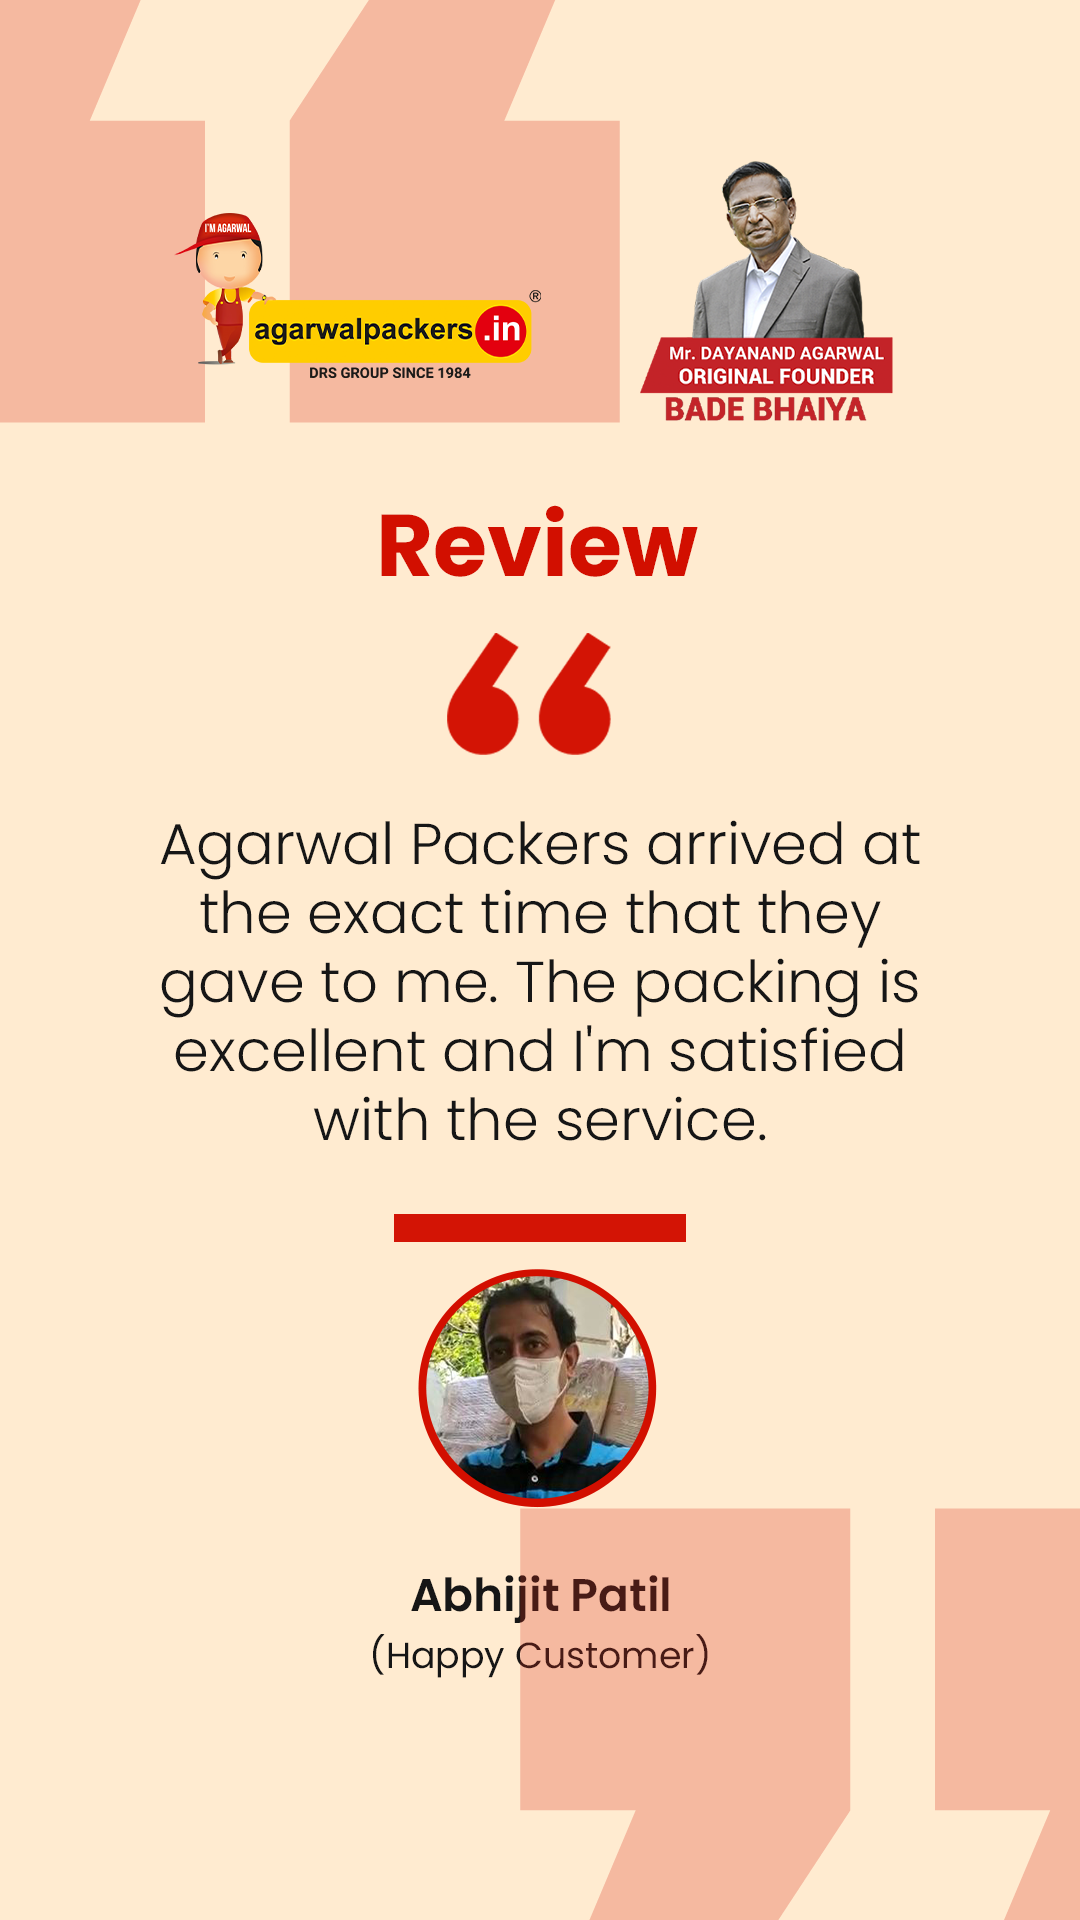 I'M AGARWAL
agarwalpackers.in ®
DRS GROUP SINCE 1984
Mr. DAYANAND AGARWAL
ORIGINAL FOUNDER
BADE BHAIYA
Review
“
Agarwal Packers arrived at
the exact time that they
gave to me. The packing is
excellent and I'm satisfied
with the service.
Abhijit Patil
(Happy Customer)